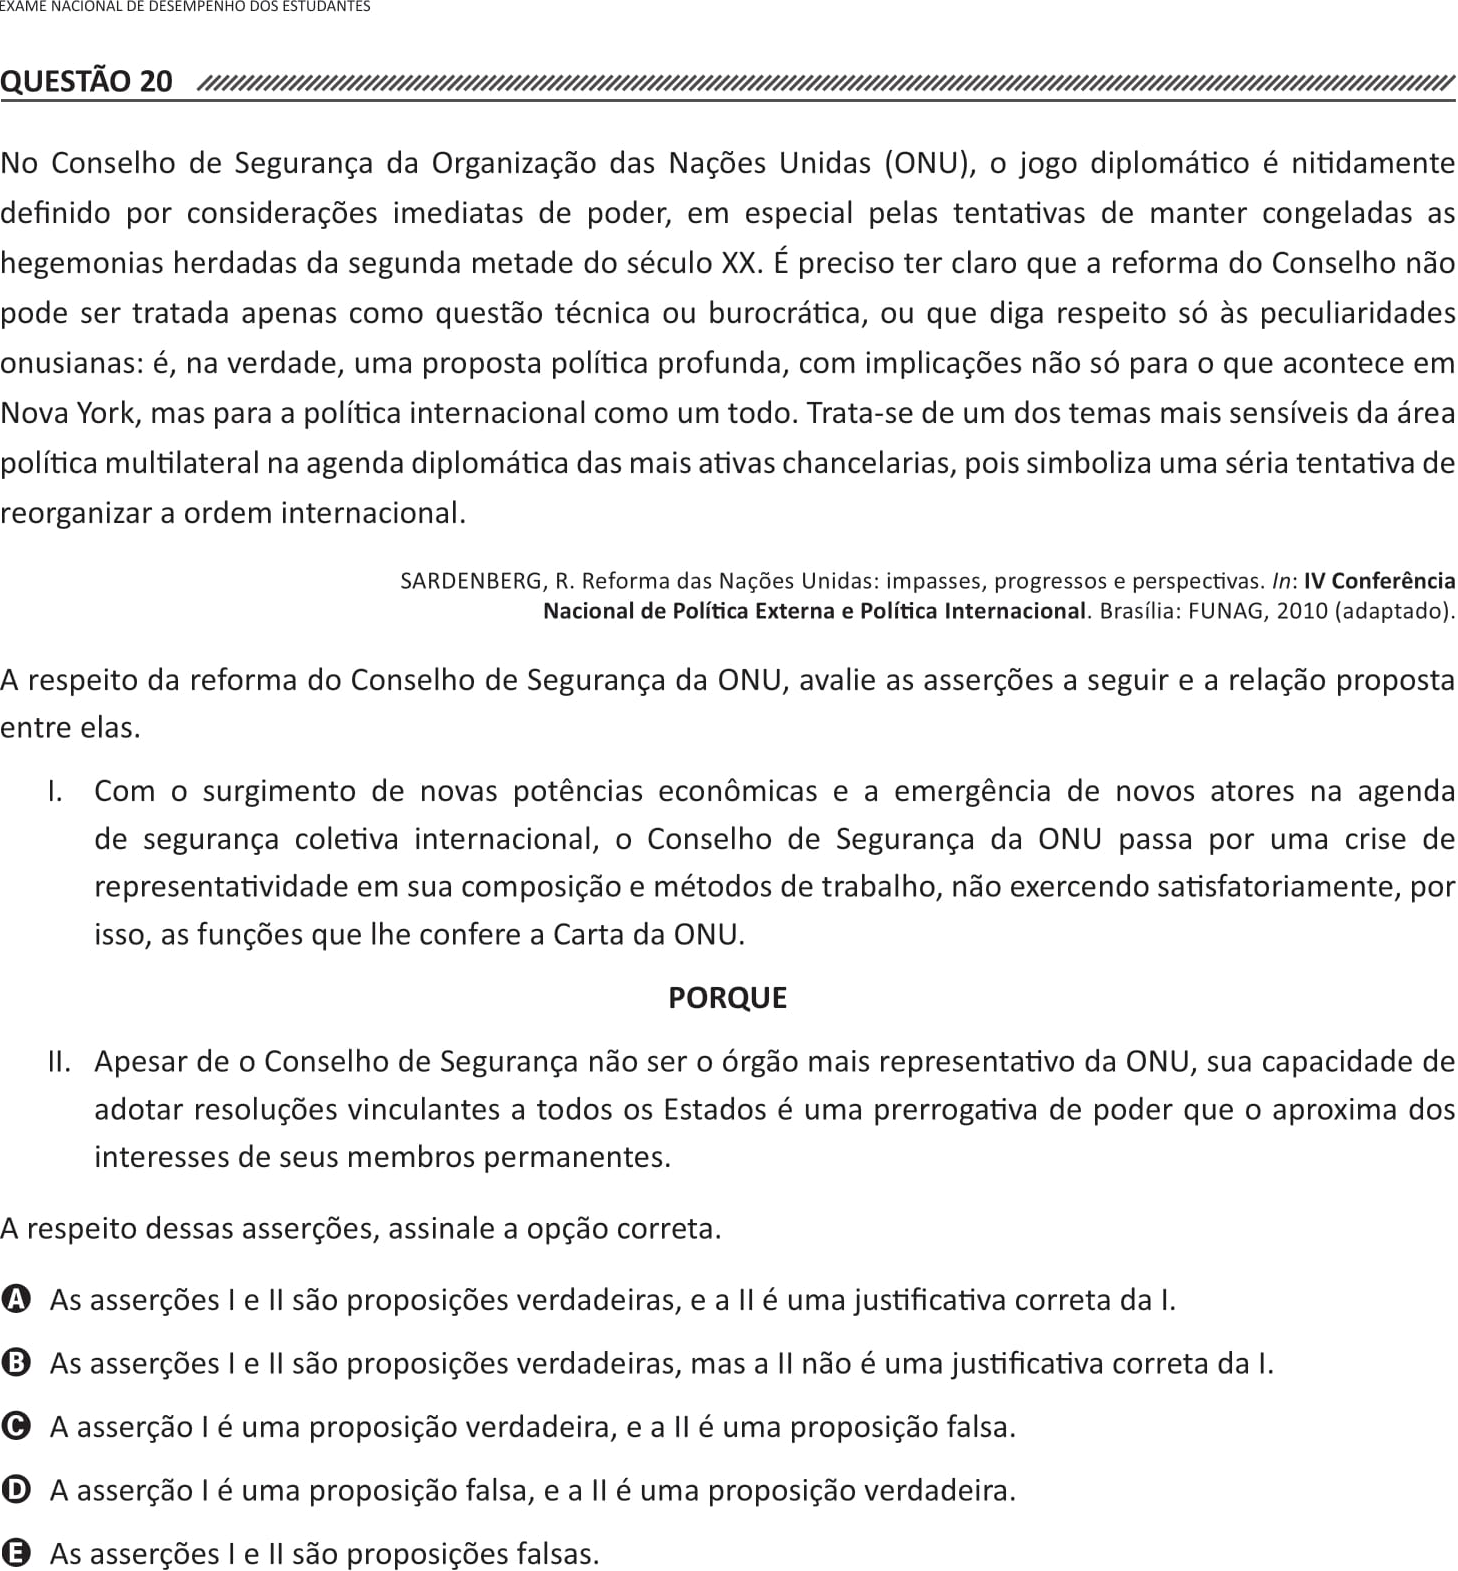 EXAME NACIONAL DE DESEMPENHO DOS ESTUDANTES
QUESTÃO 20
No Conselho de Segurança da Organização das Nações Unidas (ONU), o jogo diplomático é nitidamente
definido por considerações imediatas de poder, em especial pelas tentativas de manter congeladas as
hegemonias herdadas da segunda metade do século XX. É preciso ter claro que a reforma do Conselho não
pode ser tratada apenas como questão técnica ou burocrática, ou que diga respeito só às peculiaridades
onusianas: é, na verdade, uma proposta política profunda, com implicações não só para o que acontece em
Nova York, mas para a política internacional como um todo. Trata-se de um dos temas mais sensíveis da área
política multilateral na agenda diplomática das mais ativas chancelarias, pois simboliza uma séria tentativa de
reorganizar a ordem internacional.
SARDENBERG, R. Reforma das Nações Unidas: impasses, progressos e perspectivas. In: IV Conferência
Nacional de Política Externa e Política Internacional. Brasília: FUNAG, 2010 (adaptado).
A respeito da reforma do Conselho de Segurança da ONU, avalie as asserções a seguir e a relação proposta
entre elas.
I. Com o surgimento de novas potências econômicas e a emergência de novos atores na agenda
de segurança coletiva internacional, o Conselho de Segurança da ONU passa por uma crise de
representatividade em sua composição e métodos de trabalho, não exercendo satisfatoriamente, por
isso, as funções que lhe confere a Carta da ONU.
PORQUE
II. Apesar de o Conselho de Segurança não ser o órgão mais representativo da ONU, sua capacidade de
adotar resoluções vinculantes a todos os Estados é uma prerrogativa de poder que o aproxima dos
interesses de seus membros permanentes.
A respeito dessas asserções, assinale a opção correta.
A As asserções I e II são proposições verdadeiras, e a II é uma justificativa correta da I.
B As asserções I e II são proposições verdadeiras, mas a II não é uma justificativa correta da I.
C A asserção I é uma proposição verdadeira, e a II é uma proposição falsa.
D A asserção I é uma proposição falsa, e a II é uma proposição verdadeira.
E As asserções I e II são proposições falsas.